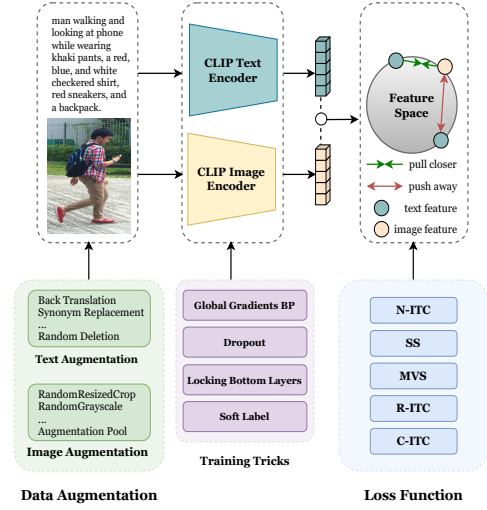 man walking and
looking at phone
while wearing
khaki pants, a red,
blue, and white
checkered shirt,
red sneakers, and
a backpack.
CLIP Text
Encoder
CLIP Image
Encoder
Feature
Space
pull closer
push away
text feature
image feature
Back Translation
Synonym Replacement
...
Random Deletion
Text Augmentation
RandomResizedCrop
RandomGrayscale
...
Augmentation Pool
Image Augmentation
Data Augmentation
Global Gradients BP
Dropout
Locking Bottom Layers
Soft Label
Training Tricks
N-ITC
SS
MVS
R-ITC
C-ITC
Loss Function